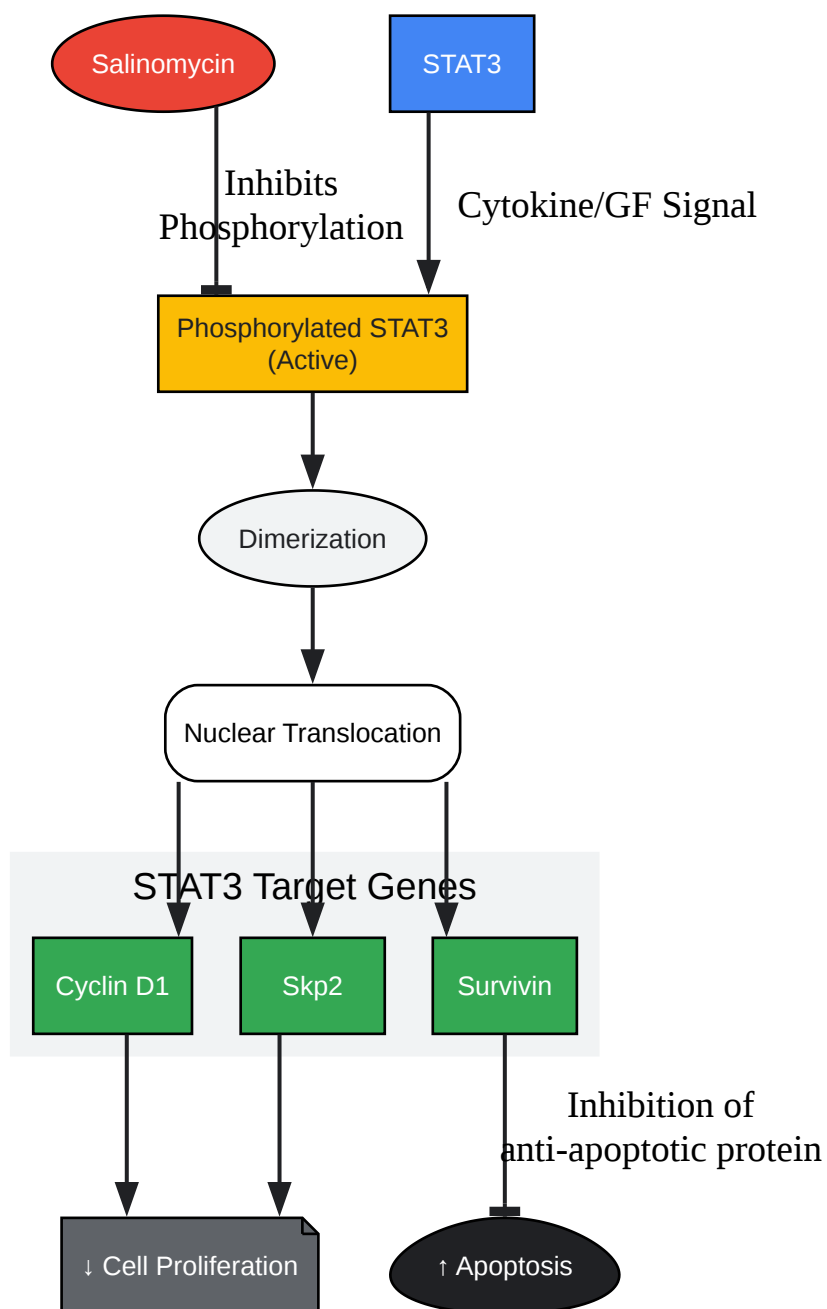 Salinomycin
STAT3
Inhibits
Phosphorylation
Cytokine/GF Signal
Phosphorylated STAT3
(Active)
Dimerization
Nuclear Translocation
STAT3 Target Genes
Cyclin D1
Skp2
Survivin
Inhibition of
anti-apoptotic protein
↓ Cell Proliferation
↑ Apoptosis